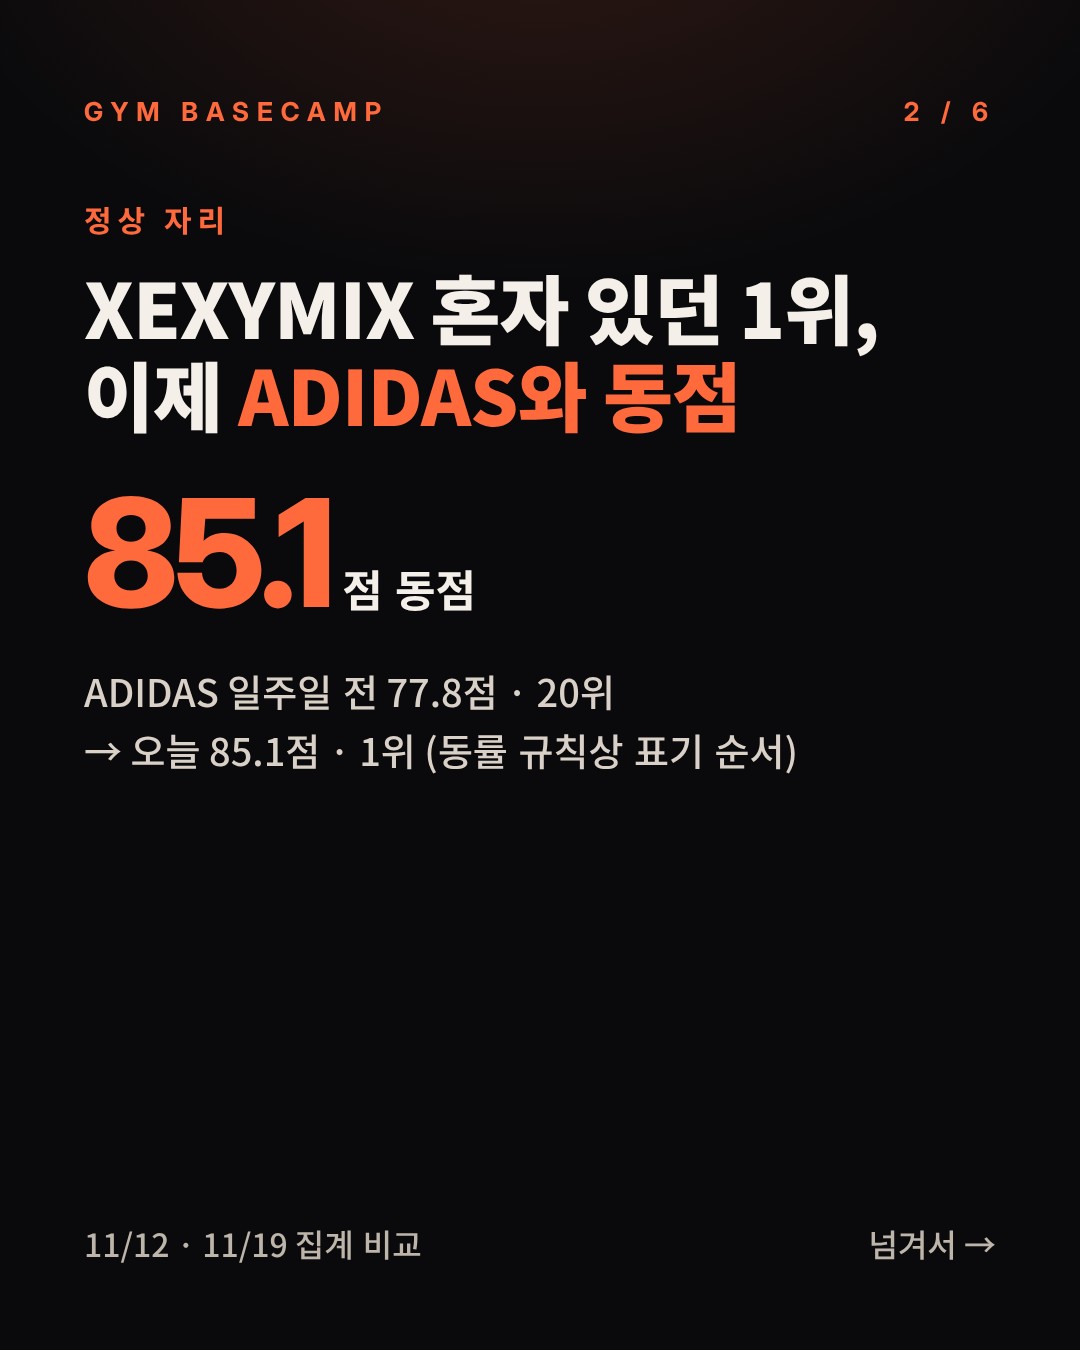 GYM BASECAMP
2 / 6
정상 자리
XEXYMIX 혼자 있던 1위,
이제 ADIDAS와 동점
85.1점 동점
ADIDAS 일주일 전 77.8점 · 20위
→ 오늘 85.1점 · 1위 (동률 규칙상 표기 순서)
11/12 · 11/19 집계 비교
넘겨서 →